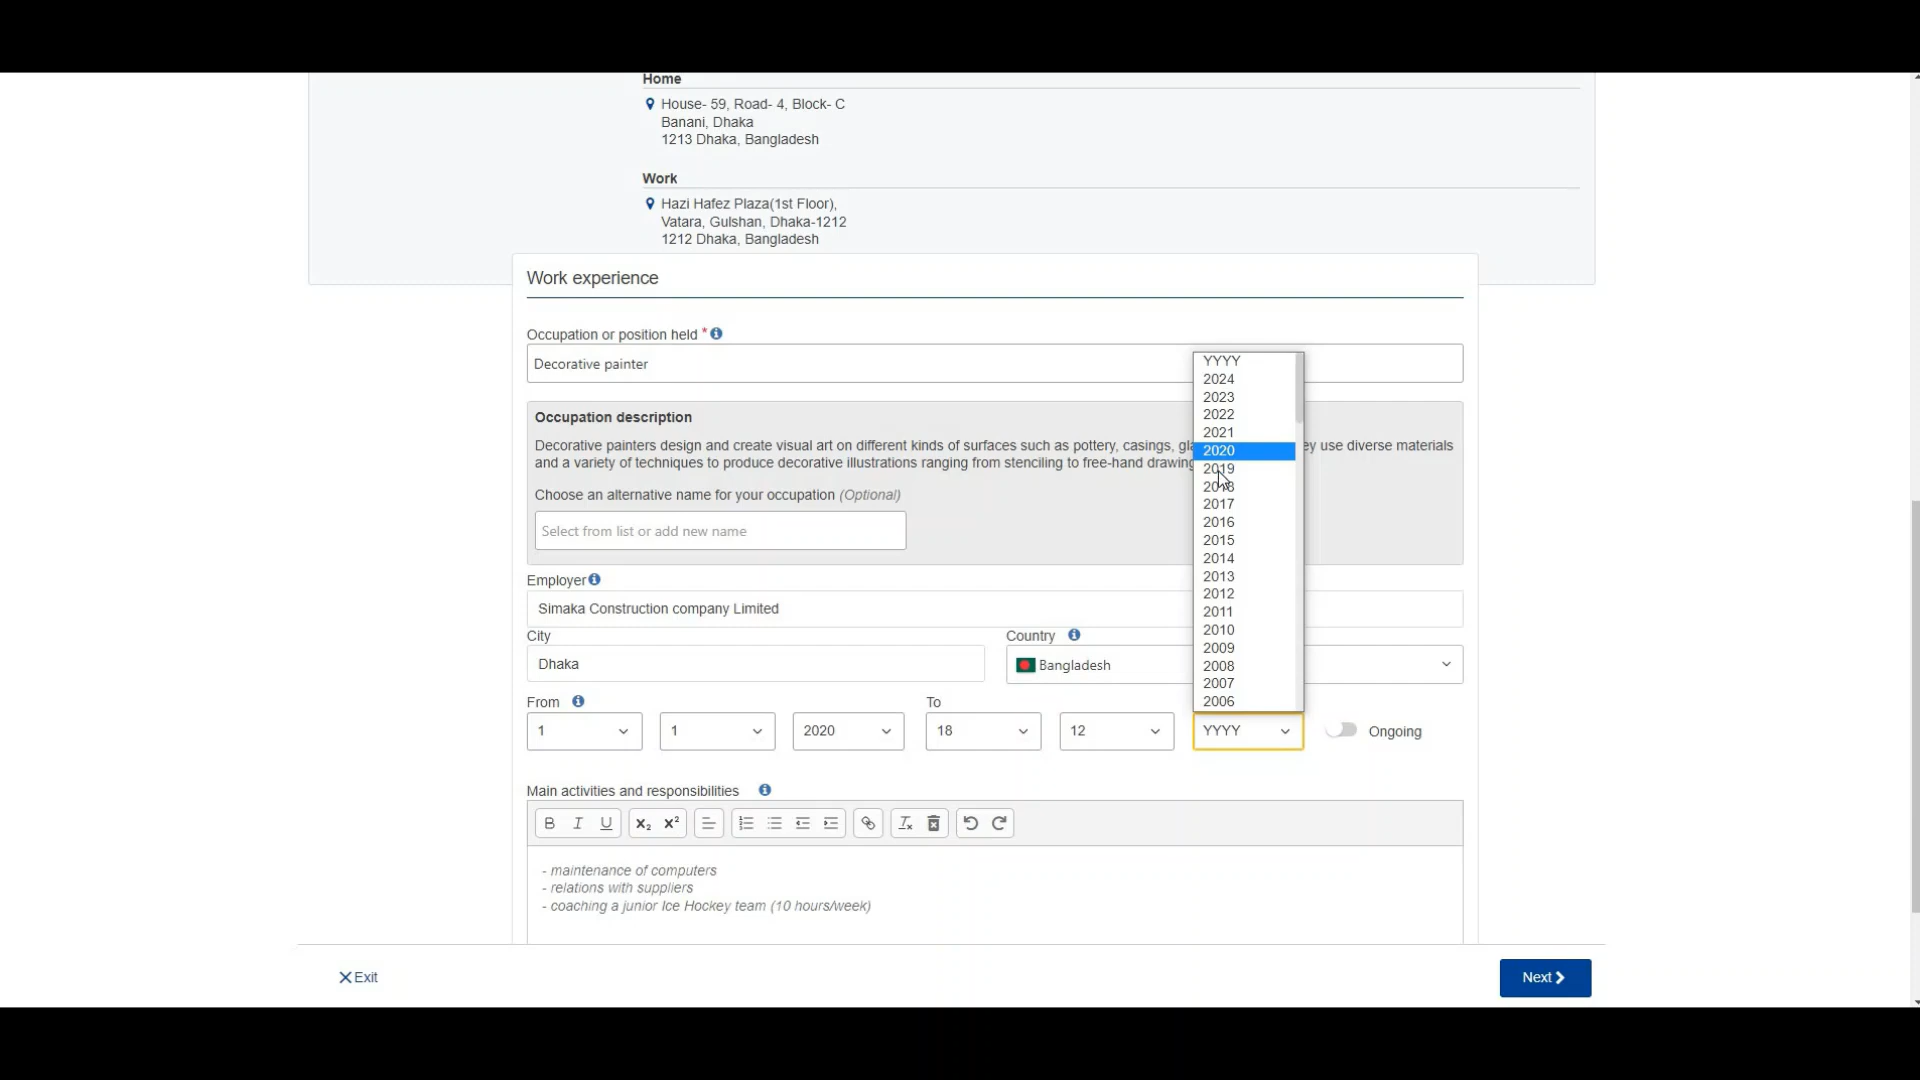 Home
House- 59, Road- 4, Block- C
Banani, Dhaka
1213 Dhaka, Bangladesh
Work
Hazi Hafez Plaza(1st Floor),
Vatara, Gulshan, Dhaka-1212
1212 Dhaka, Bangladesh
Work experience
Occupation or position held *
Decorative painter
Occupation description
Decorative painters design and create visual art on different kinds of surfaces such as pottery, casings, use diverse materials
and a variety of techniques to produce decorative illustrations ranging from stenciling to free-hand drawing
Choose an alternative name for your occupation (Optional)
Select from list or add new name
Employer
Simaka Construction company Limited
City
Country
Dhaka
Bangladesh
YYYY
2024
2023
2022
2021
2020
2019
2018
2017
2016
2015
2014
2013
2012
2011
2010
2009
2008
2007
2006
From
To
1 1 2020 18 12 YYYY Ongoing
Main activities and responsibilities
B I U X₂ X²
- maintenance of computers
- relations with suppliers
- coaching a junior Ice Hockey team (10 hours/week)
Exit
Next